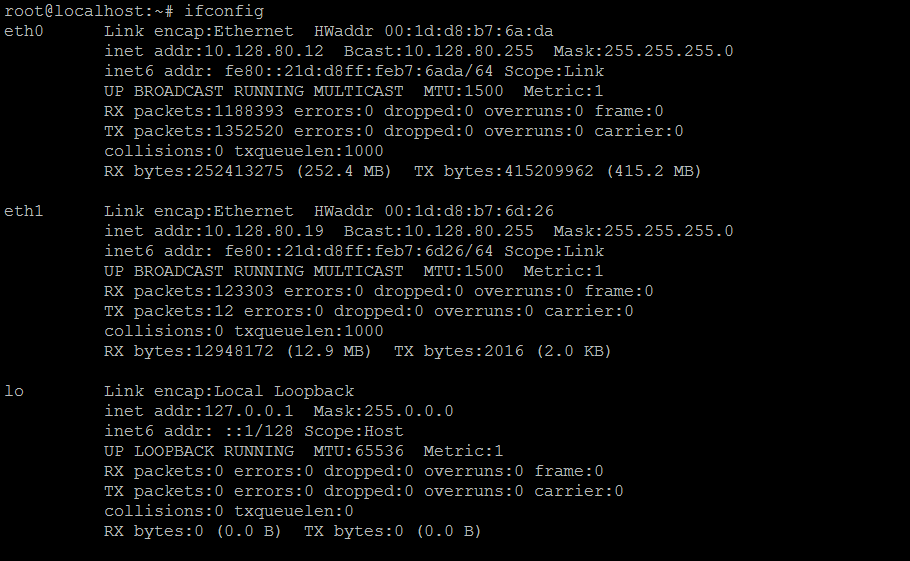 root@localhost:~# ifconfig
eth0      Link encap:Ethernet  HWaddr 00:1d:d8:b7:6a:da
          inet addr:10.128.80.12  Bcast:10.128.80.255  Mask:255.255.255.0
          inet6 addr: fe80::21d:d8ff:feb7:6ada/64 Scope:Link
          UP BROADCAST RUNNING MULTICAST  MTU:1500  Metric:1
          RX packets:1188393 errors:0 dropped:0 overruns:0 frame:0
          TX packets:1352520 errors:0 dropped:0 overruns:0 carrier:0
          collisions:0 txqueuelen:1000
          RX bytes:252413275 (252.4 MB)  TX bytes:415209962 (415.2 MB)

eth1      Link encap:Ethernet  HWaddr 00:1d:d8:b7:6d:26
          inet addr:10.128.80.19  Bcast:10.128.80.255  Mask:255.255.255.0
          inet6 addr: fe80::21d:d8ff:feb7:6d26/64 Scope:Link
          UP BROADCAST RUNNING MULTICAST  MTU:1500  Metric:1
          RX packets:123303 errors:0 dropped:0 overruns:0 frame:0
          TX packets:12 errors:0 dropped:0 overruns:0 carrier:0
          collisions:0 txqueuelen:1000
          RX bytes:12948172 (12.9 MB)  TX bytes:2016 (2.0 KB)

lo        Link encap:Local Loopback
          inet addr:127.0.0.1  Mask:255.0.0.0
          inet6 addr: ::1/128 Scope:Host
          UP LOOPBACK RUNNING  MTU:65536  Metric:1
          RX packets:0 errors:0 dropped:0 overruns:0 frame:0
          TX packets:0 errors:0 dropped:0 overruns:0 carrier:0
          collisions:0 txqueuelen:0
          RX bytes:0 (0.0 B)  TX bytes:0 (0.0 B)